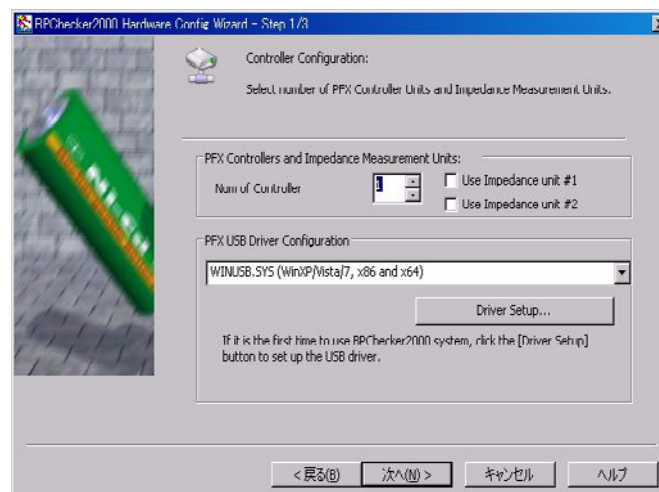 BPChecker2000 Hardware Config Wizard - Step 1/3
Controller Configuration:
Select number of PFX Controller Units and Impedance Measurement Units.
PFX Controllers and Impedance Measurement Units:
Num of Controller
1
Use Impedance unit #1
Use Impedance unit #2
PFX USB Driver Configuration
WINUSB.SYS (WinXP/Vista/7, x86 and x64)
Driver Setup...
If it is the first time to use BPChecker2000 system, click the [Driver Setup]
button to set up the USB driver.
<戻る(B)
次へ(N) >
キャンセル
ヘルプ